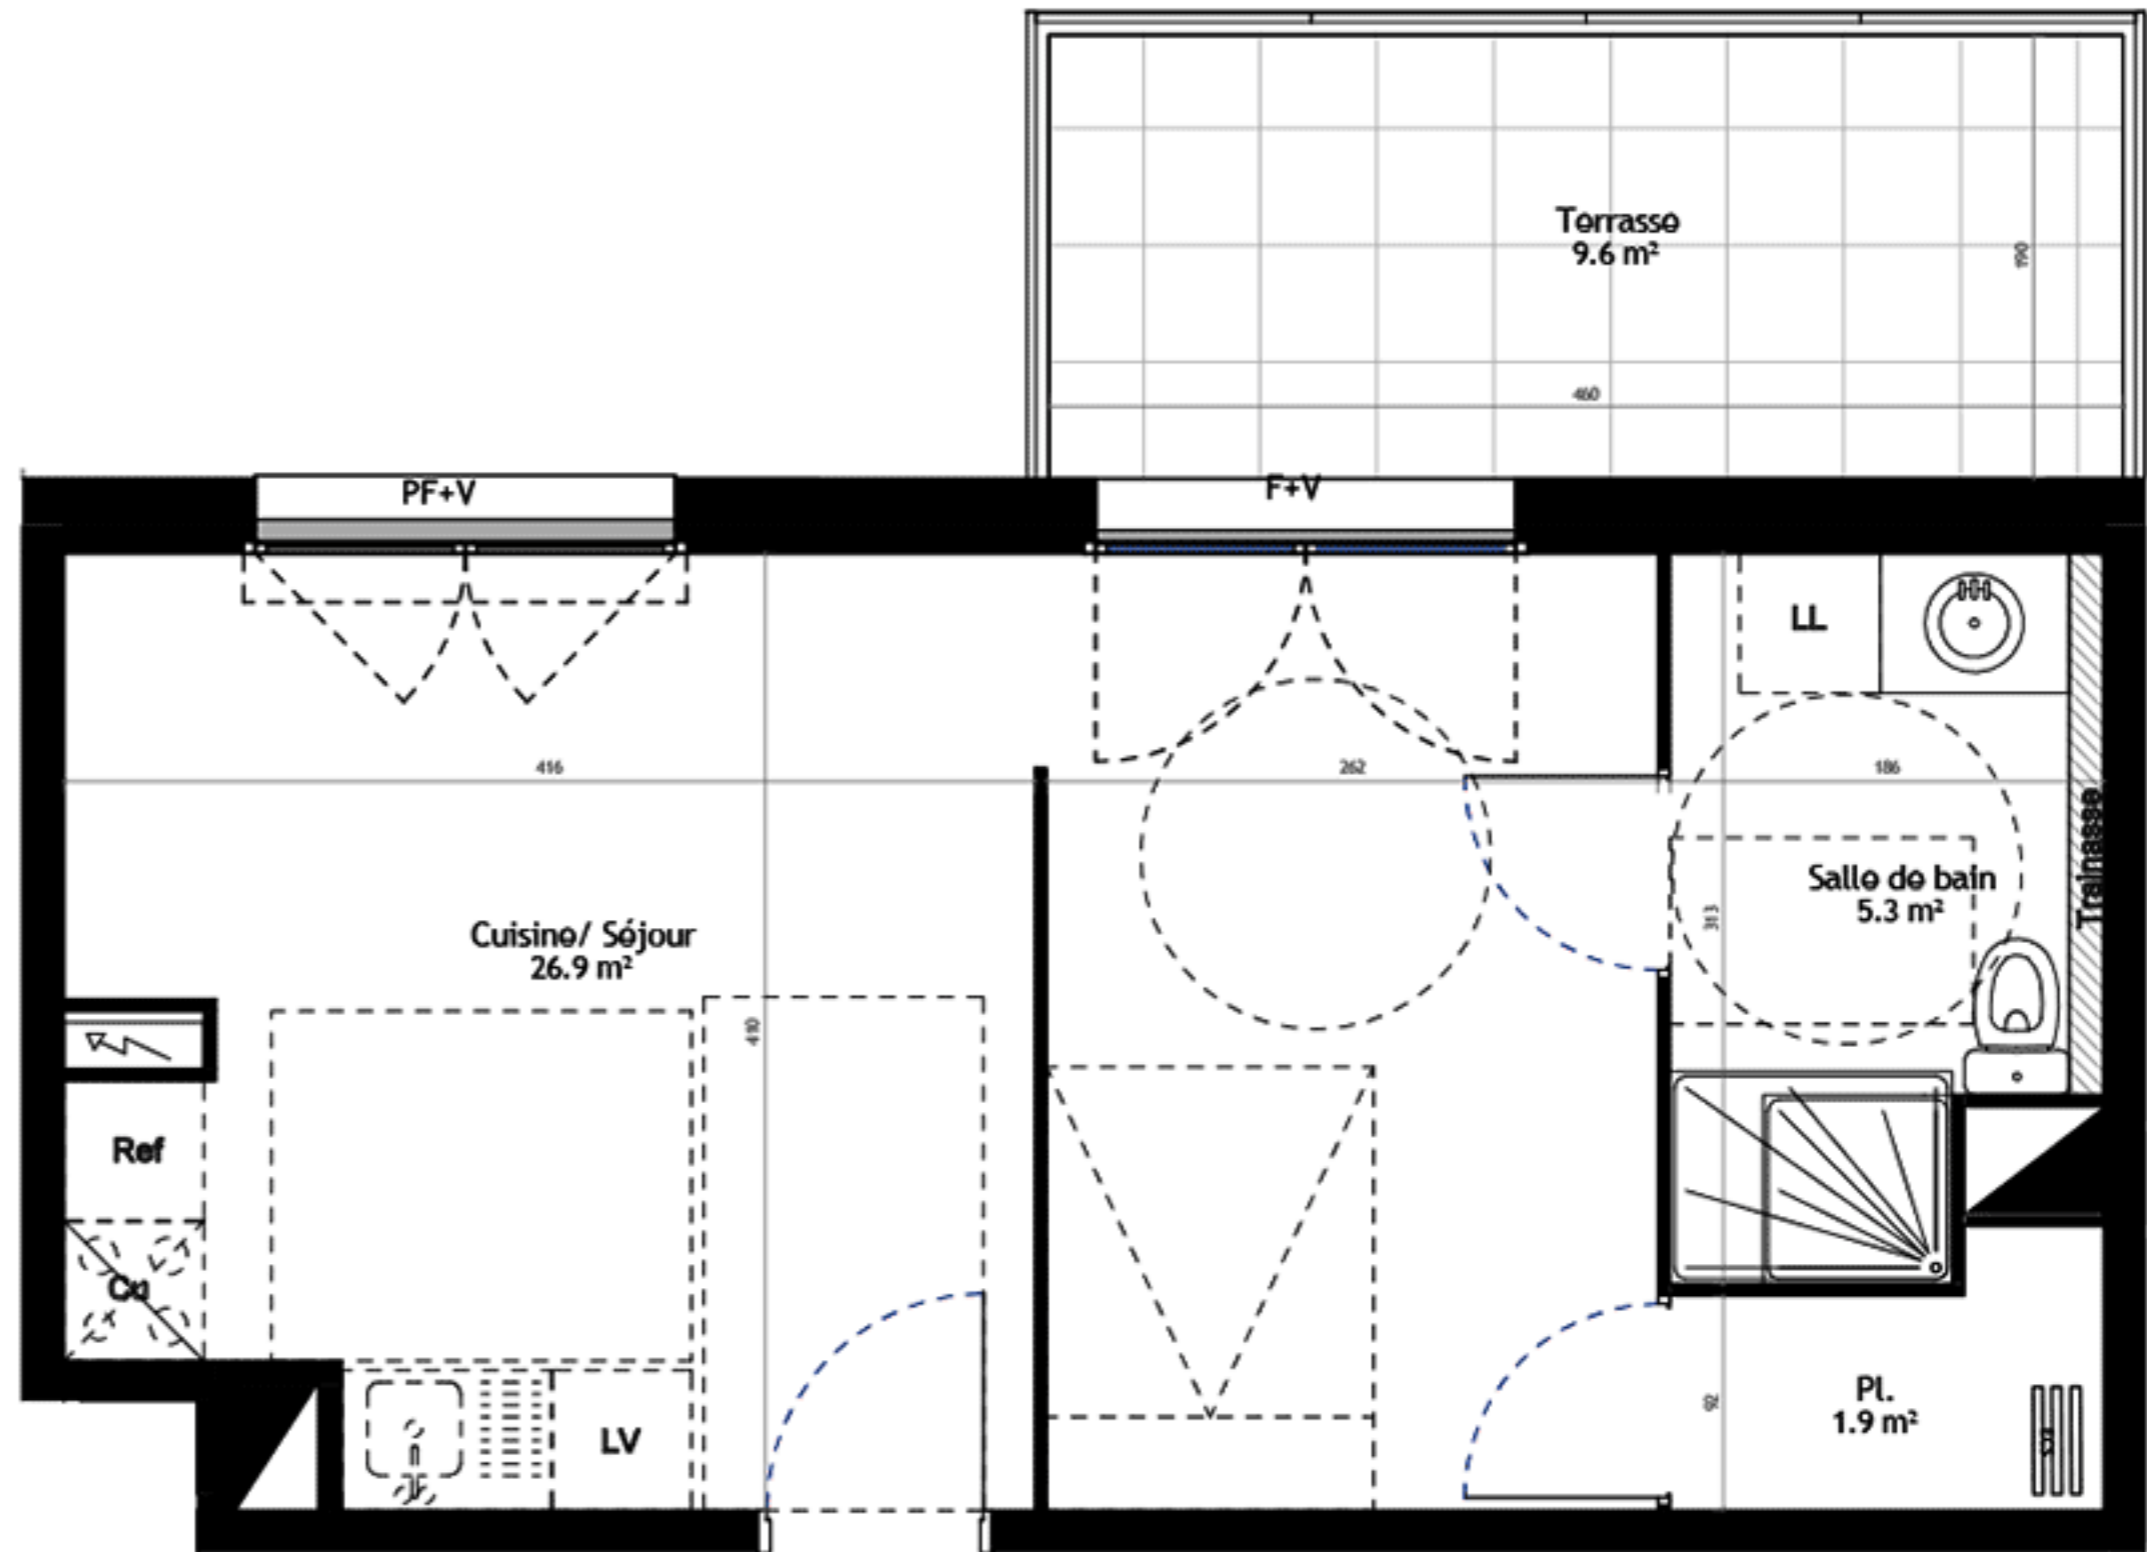 Terrasse
9.6 m²
190
460
PF+V
F+V
LL
416
262
186
Trainasse
Salle de bain
5.3 m²
313
Cuisine/ Séjour
26.9 m²
410
Ref
Cu
LV
Pl.
1.9 m²
92